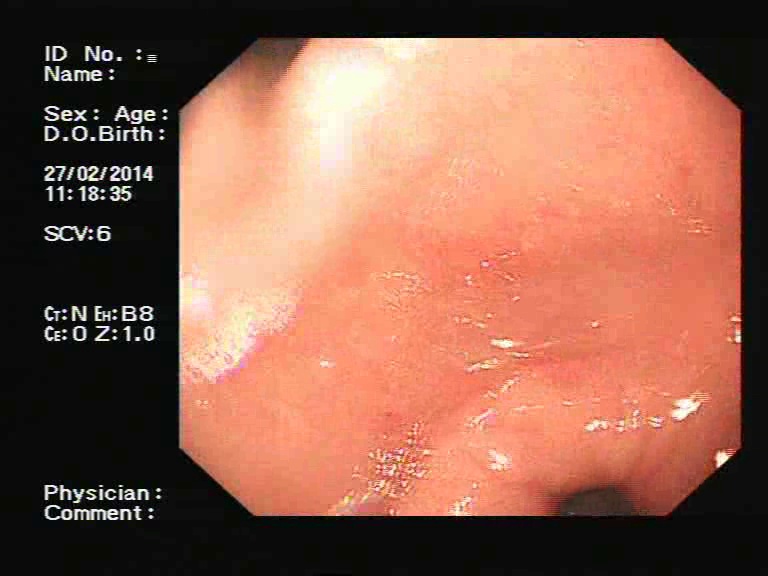 ID No. :
Name :
Sex : Age :
D.O.Birth :
27/02/2014
11:18:35
SCV:6
CT:N EH:B8
CE:0 Z:1.0
Physician :
Comment :